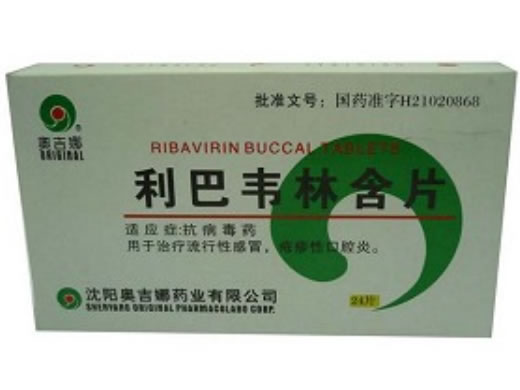 批准文号：国药准字H21020868
奥吉娜®
ORIGINAL
RIBAVIRIN BUCCAL TABLETS
利巴韦林含片
适应症:抗病毒药
用于治疗流行性感冒，疱疹性口腔炎。
沈阳奥吉娜药业有限公司
SHENYANG ORIGINAL PHARMACOLABO CORP.
24片